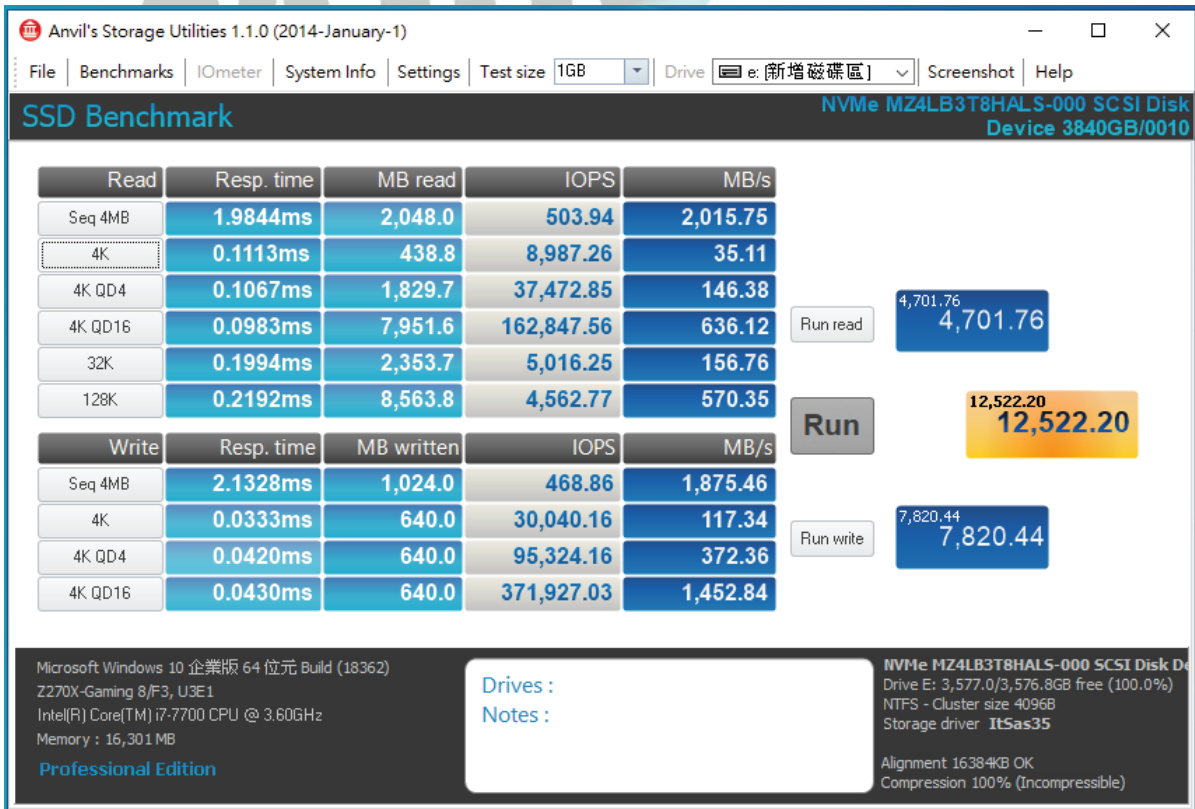 Anvil's Storage Utilities 1.1.0 (2014-January-1)
File Benchmarks IOmeter System Info Settings Test size 1GB Drive e: [新增磁碟區] Screenshot Help
SSD Benchmark
NVMe MZ4LB3T8HALS-000 SCSI Disk
Device 3840GB/0010
Read Resp. time MB read IOPS MB/s
Seq 4MB 1.9844ms 2,048.0 503.94 2,015.75
4K 0.1113ms 438.8 8,987.26 35.11
4K QD4 0.1067ms 1,829.7 37,472.85 146.38
4K QD16 0.0983ms 7,951.6 162,847.56 636.12
32K 0.1994ms 2,353.7 5,016.25 156.76
128K 0.2192ms 8,563.8 4,562.77 570.35
Run read
4,701.76
4,701.76
Run
12,522.20
12,522.20
Write Resp. time MB written IOPS MB/s
Seq 4MB 2.1328ms 1,024.0 468.86 1,875.46
4K 0.0333ms 640.0 30,040.16 117.34
4K QD4 0.0420ms 640.0 95,324.16 372.36
4K QD16 0.0430ms 640.0 371,927.03 1,452.84
Run write
7,820.44
7,820.44
Microsoft Windows 10 企業版 64 位元 Build (18362)
Z270X-Gaming 8/F3, U3E1
Intel(R) Core(TM) i7-7700 CPU @ 3.60GHz
Memory : 16,301 MB
Professional Edition
Drives :
Notes :
NVMe MZ4LB3T8HALS-000 SCSI Disk De
Drive E: 3,577.0/3,576.8GB free (100.0%)
NTFS - Cluster size 4096B
Storage driver ItSas35
Alignment 16384KB OK
Compression 100% (Incompressible)